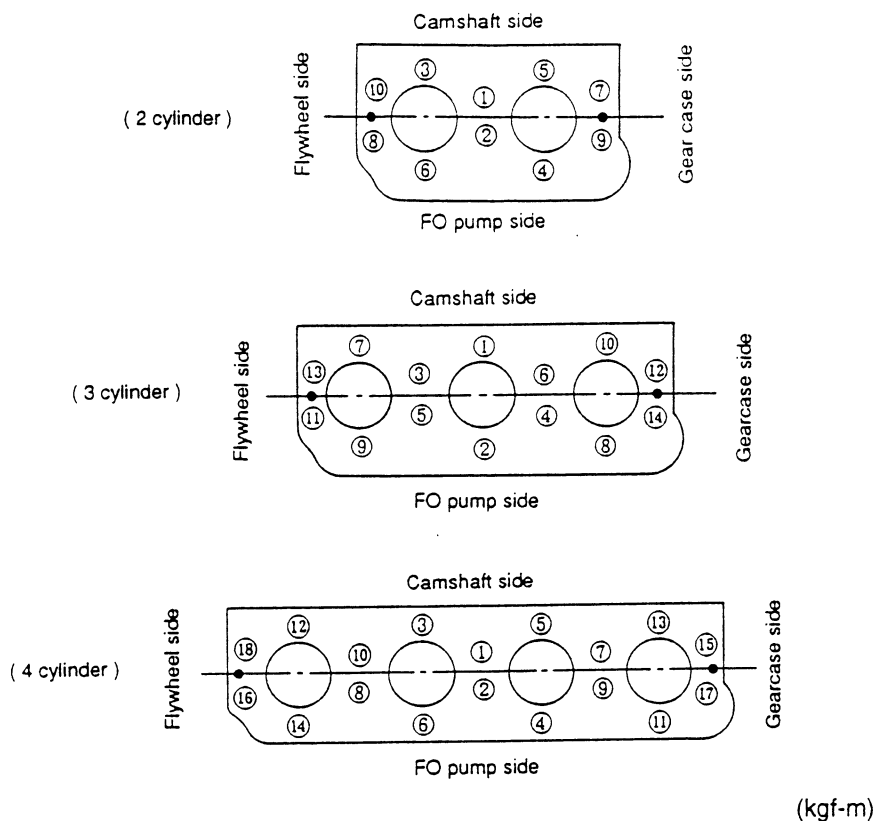 Camshaft side
Flywheel side
Gear case side
( 2 cylinder )
③ ⑤
⑩ ① ⑦
⑧ ② ⑨
⑥ ④
FO pump side
Camshaft side
Flywheel side
Gearcase side
( 3 cylinder )
⑦ ① ⑩
⑬ ③ ⑥ ⑫
⑪ ⑤ ④ ⑭
⑨ ② ⑧
FO pump side
Camshaft side
Flywheel side
Gearcase side
( 4 cylinder )
⑫ ③ ⑤ ⑬
⑱ ⑩ ① ⑦ ⑮
⑯ ⑧ ② ⑨ ⑰
⑭ ⑥ ④ ⑪
FO pump side
(kgf-m)